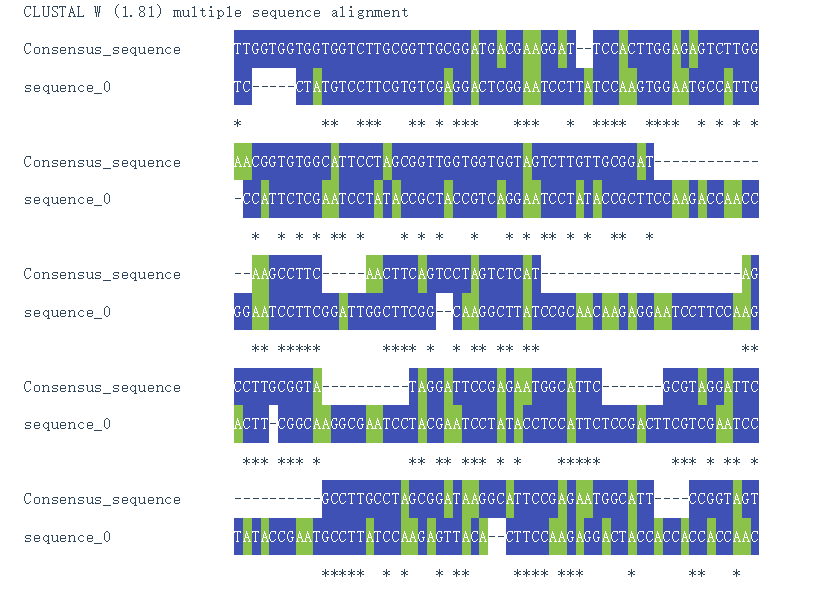 CLUSTAL W (1.81) multiple sequence alignment
Consensus_sequence TTGGTGGTGGTGGTCTTGCGGTTGCGGATGACGAAGGAT--TCCACTTGGAGAGTCTTGG
sequence_0 TC-----CTATGTCCTTCGTGTCGAGGACTCGGAATCCTTATCCAAGTGGAATGCCATTG
* ** *** ** * *** *** * **** **** * * * *
Consensus_sequence AACGGTGTGGCATTCCTAGCGGTTGGTGGTGGTAGTCTTGTTGCGGAT------------
sequence_0 -CCATTCTCGAATCCTATACCGCTACCGTCAGGAATCCTATACCGCTTCCAAGACCAACC
* * * * ** * * * * * * * ** * * ** *
Consensus_sequence --AAGCCTTC-----AACTTCAGTCCTAGTCTCAT-----------------------AG
sequence_0 GGAATCCTTCGGATTGGCTTCGG--CAAGGCTTATCCGCAACAAGAGGAATCCTTCCAAG
** ***** **** * * ** ** ** **
Consensus_sequence CCTTGCGGTA----------TAGGATTCCGAGAATGGCATTC-------GCGTAGGATTC
sequence_0 ACTT-CGGCAAGGCGAATCCTACGAATCCTATACCTCCATTCTCCGACTTCGTCGAATCC
*** *** * ** ** *** * * ***** *** * ** *
Consensus_sequence ----------GCCTTGCCTAGCGGATAAGGCATTCCGAGAATGGCATT----CCGGTAGT
sequence_0 TATACCGAATGCCTTATCCAAGAGTTACA--CTTCCAAGAGGACTACCACCACCACCAAC
***** * * * ** **** *** * ** *